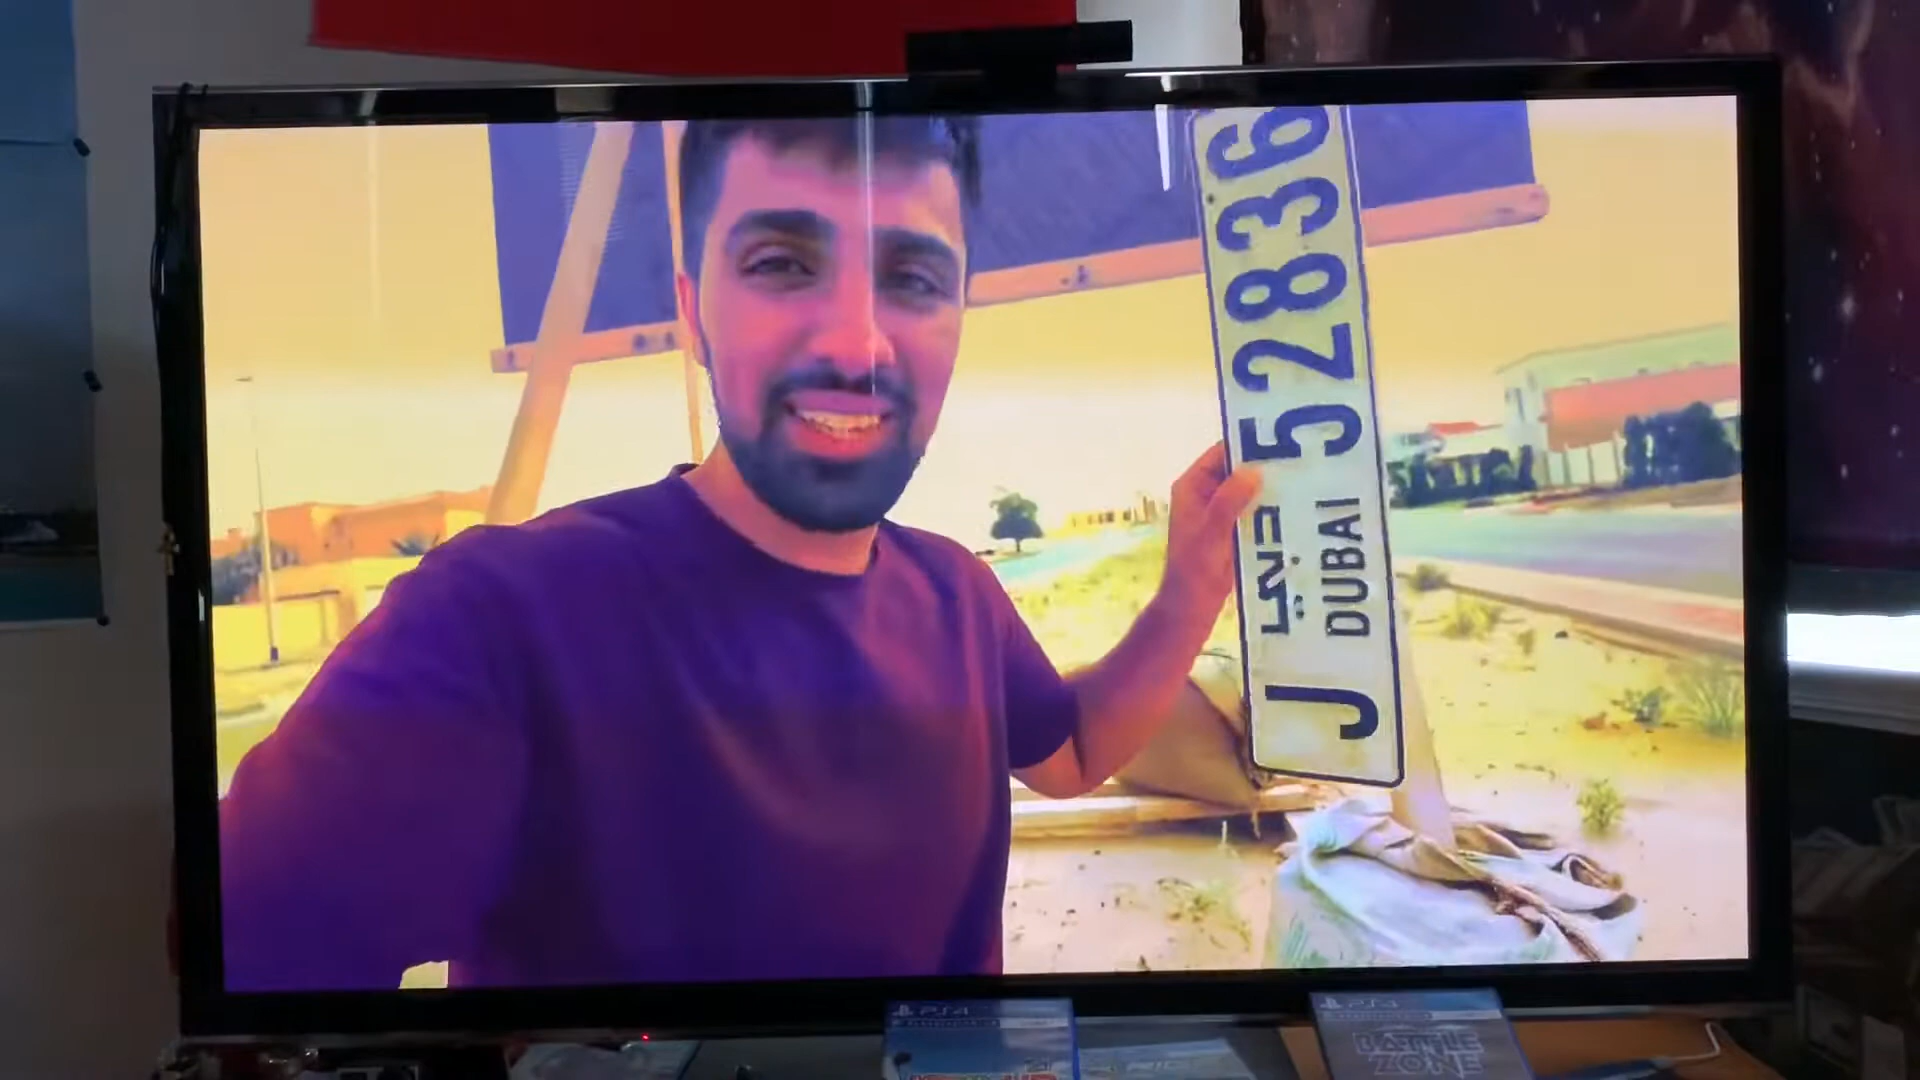 J دبي DUBAI 52836
PS4
PS4
BATTLE
ZONE